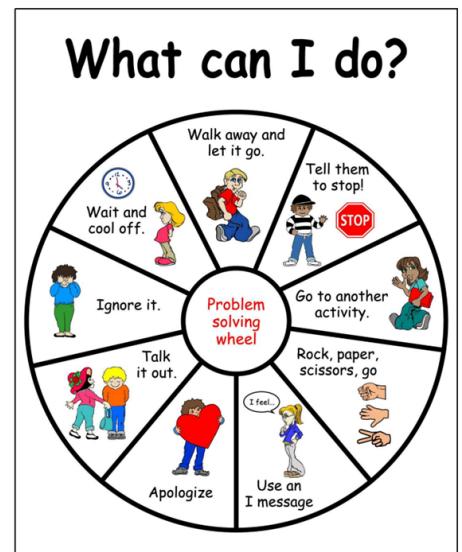 What can I do?
Walk away and
let it go.
Tell them
to stop!
STOP
Go to another
activity.
Rock, paper,
scissors, go
I feel...
Use an
I message
Apologize
Talk
it out.
Ignore it.
Wait and
cool off.
Problem
solving
wheel